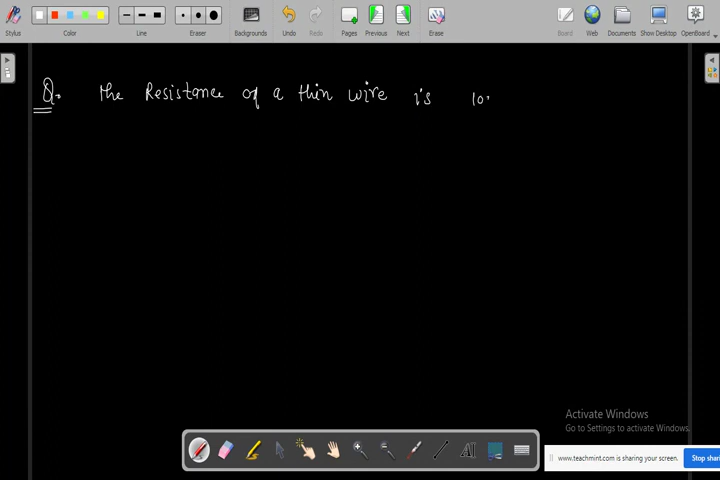 Stylus
Color
Line
Eraser
Backgrounds
Undo
Redo
Pages
Previous
Next
Erase
Board
Web
Documents
Show Desktop
OpenBoard
Q. the Resistance of a thin wire is 10.
Activate Windows
Go to Settings to activate Windows.
www.teachmint.com is sharing your screen.
Stop shari